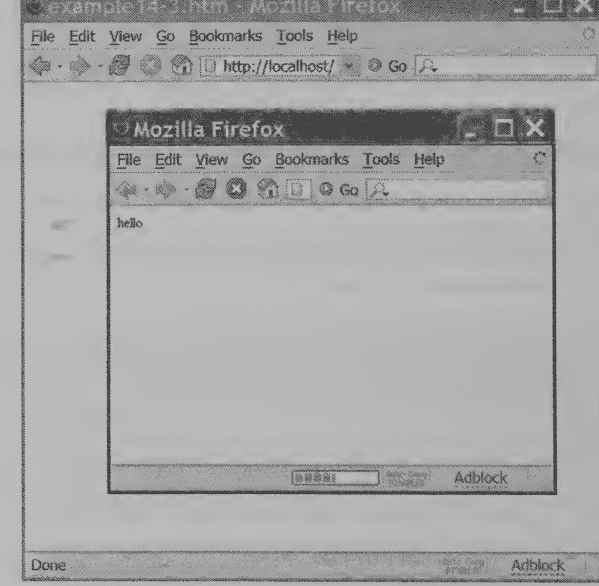 example14-3.htm - Mozilla Firefox
File Edit View Go Bookmarks Tools Help
http://localhost/ Go
Mozilla Firefox
File Edit View Go Bookmarks Tools Help
Go
hello
Adblock
Done Adblock